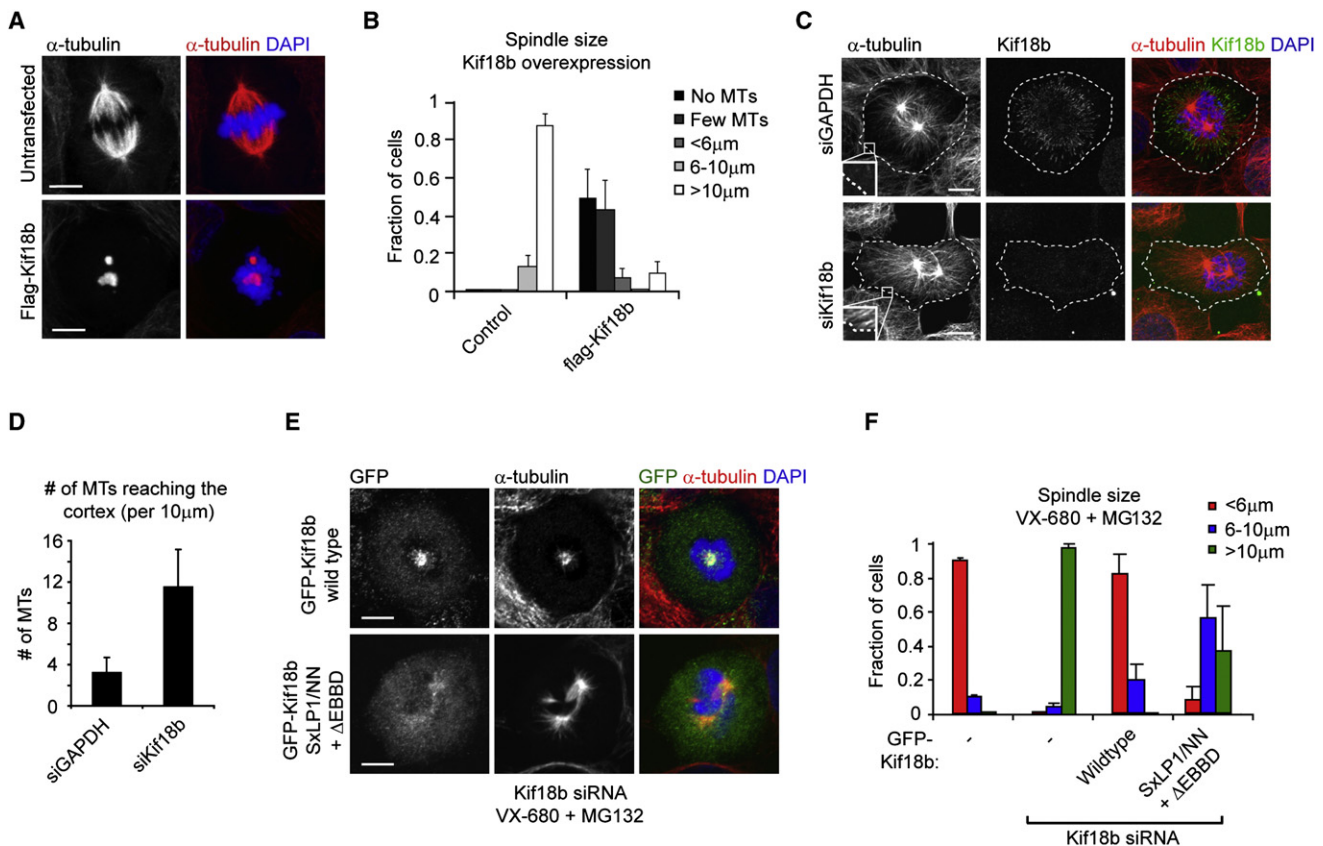 A
α-tubulin
α-tubulin DAPI
Untransfected
Flag-Kif18b
B
Spindle size
Kif18b overexpression
No MTs
Few MTs
<6μm
6-10μm
>10μm
Fraction of cells
1
0.8
0.6
0.4
0.2
0
Control
flag-Kif18b
C
α-tubulin
Kif18b
α-tubulin Kif18b DAPI
siGAPDH
siKif18b
D
# of MTs reaching the
cortex (per 10μm)
# of MTs
16
12
8
4
0
siGAPDH
siKif18b
E
GFP
α-tubulin
GFP α-tubulin DAPI
GFP-Kif18b
wild type
GFP-Kif18b
SxLP1/NN
+ ΔEBBD
Kif18b siRNA
VX-680 + MG132
F
Spindle size
VX-680 + MG132
<6μm
6-10μm
>10μm
Fraction of cells
1
0.8
0.6
0.4
0.2
0
GFP-
Kif18b:
-
-
Wildtype
SxLP1/NN
+ ΔEBBD
Kif18b siRNA